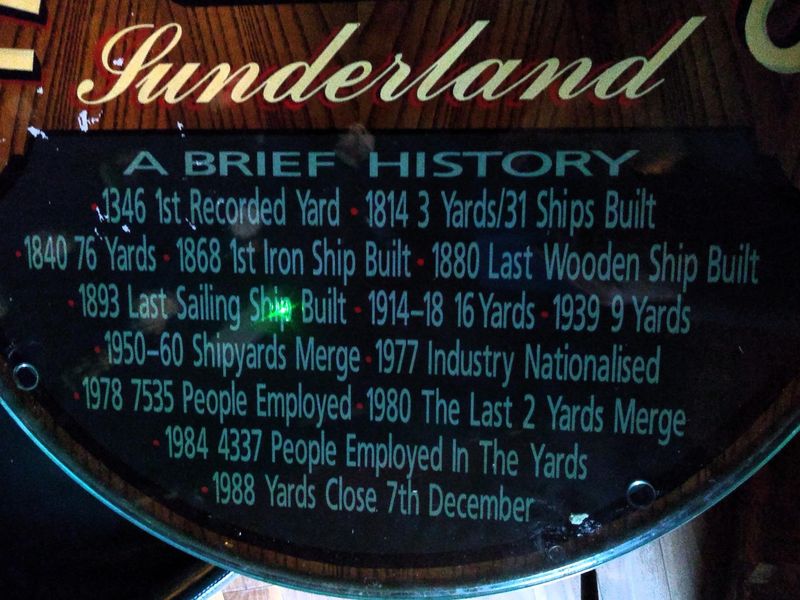 Sunderland
A BRIEF HISTORY
• 1346 1st Recorded Yard • 1814 3 Yards/31 Ships Built
• 1840 76 Yards • 1868 1st Iron Ship Built • 1880 Last Wooden Ship Built
• 1893 Last Sailing Ship Built • 1914–18 16 Yards • 1939 9 Yards
• 1950–60 Shipyards Merge • 1977 Industry Nationalised
• 1978 7535 People Employed • 1980 The Last 2 Yards Merge
• 1984 4337 People Employed In The Yards
• 1988 Yards Close 7th December